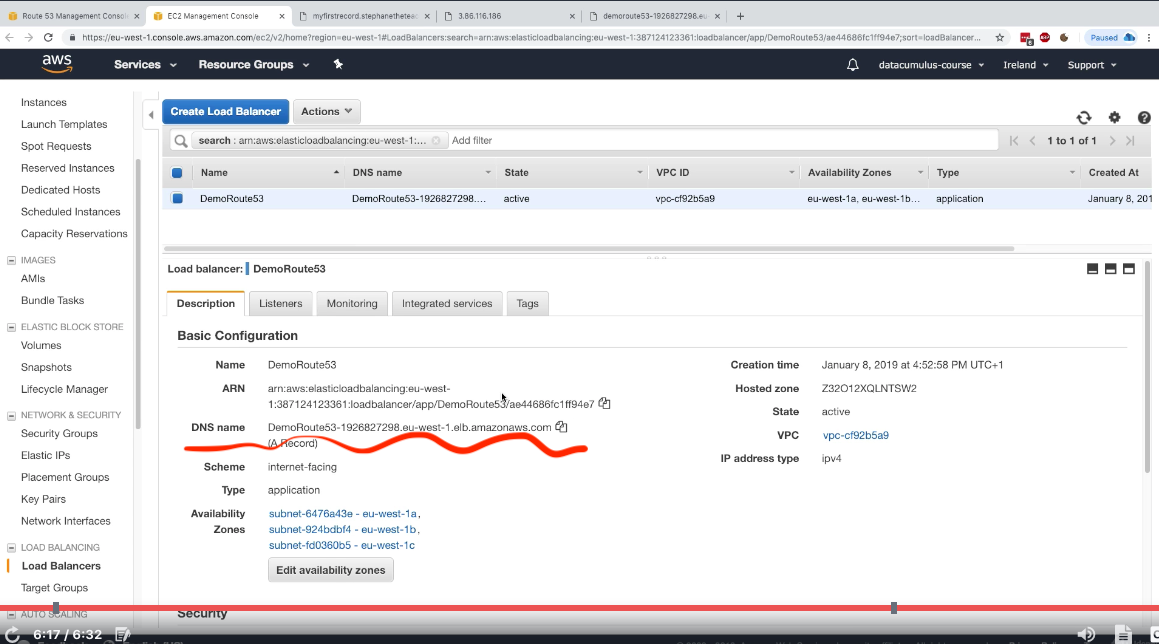 Route 53 Management Console
EC2 Management Console
myfirstrecord.stephanethetea
3.86.116.186
demoroute53-1926827298.eu-
https://eu-west-1.console.aws.amazon.com/ec2/v2/home?region=eu-west-1#LoadBalancers:search=arn:aws:elasticloadbalancing:eu-west-1:387124123361:loadbalancer/app/DemoRoute53/ae44686fc1ff94e7;sort=loadBalancer...
6
Paused
aws
Services
Resource Groups
datacumulus-course
Ireland
Support
Instances
Launch Templates
Spot Requests
Reserved Instances
Dedicated Hosts
Scheduled Instances
Capacity Reservations
IMAGES
AMIs
Bundle Tasks
ELASTIC BLOCK STORE
Volumes
Snapshots
Lifecycle Manager
NETWORK & SECURITY
Security Groups
Elastic IPs
Placement Groups
Key Pairs
Network Interfaces
LOAD BALANCING
Load Balancers
Target Groups
AUTO SCALING
Create Load Balancer
Actions
search : arn:aws:elasticloadbalancing:eu-west-1:...
Add filter
1 to 1 of 1
Name DNS name State VPC ID Availability Zones Type Created At
DemoRoute53 DemoRoute53-1926827298.... active vpc-cf92b5a9 eu-west-1a, eu-west-1b... application January 8, 201
Load balancer: DemoRoute53
Description Listeners Monitoring Integrated services Tags
Basic Configuration
Name DemoRoute53
ARN arn:aws:elasticloadbalancing:eu-west-
1:387124123361:loadbalancer/app/DemoRoute53/ae44686fc1ff94e7
DNS name DemoRoute53-1926827298.eu-west-1.elb.amazonaws.com
(A Record)
Scheme internet-facing
Type application
Availability Zones
subnet-6476a43e - eu-west-1a,
subnet-924bdbf4 - eu-west-1b,
subnet-fd0360b5 - eu-west-1c
Edit availability zones
Creation time January 8, 2019 at 4:52:58 PM UTC+1
Hosted zone Z32O12XQLNTSW2
State active
VPC vpc-cf92b5a9
IP address type ipv4
Security
6:17 / 6:32